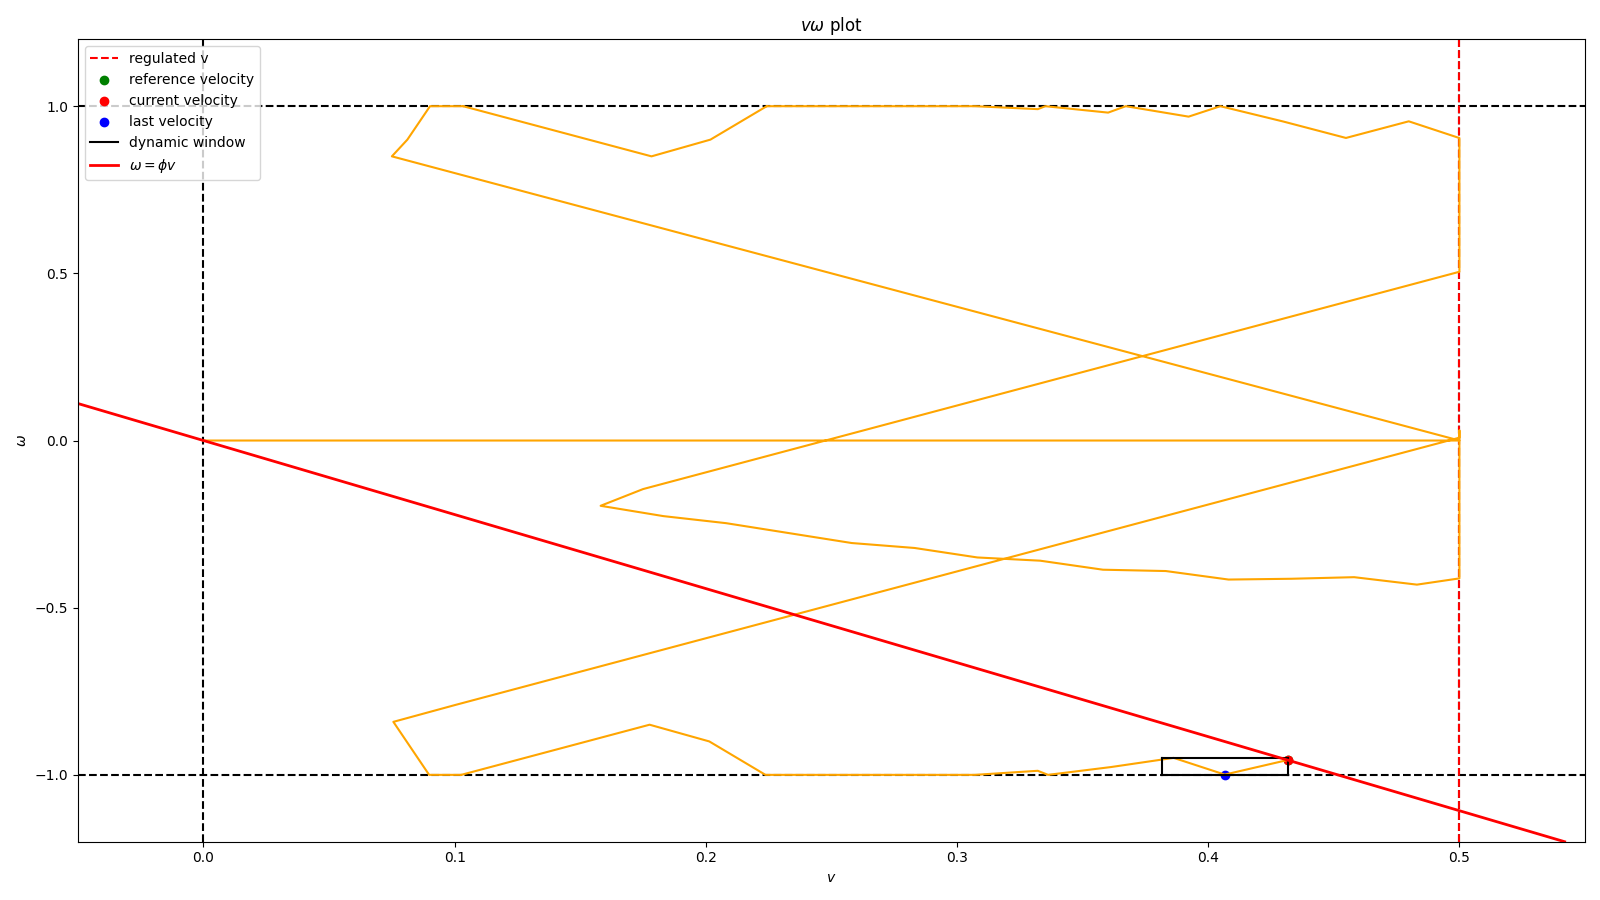 vω plot
regulated v
reference velocity
current velocity
last velocity
dynamic window
ω = ϕv
1.0
0.5
0.0
−0.5
−1.0
ω
0.0 0.1 0.2 0.3 0.4 0.5
v